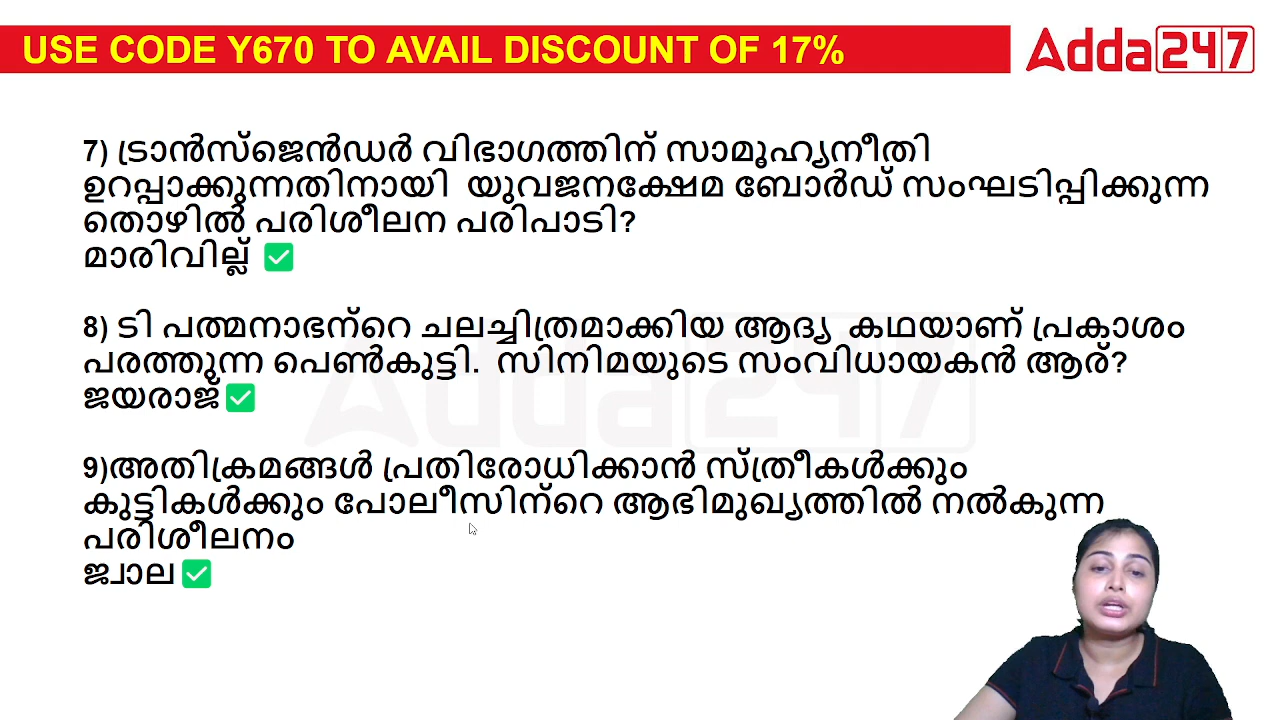 USE CODE Y670 TO AVAIL DISCOUNT OF 17%
Adda247
7) ട്രാൻസ്ജെൻഡർ വിഭാഗത്തിന് സാമൂഹ്യനീതി
ഉറപ്പാക്കുന്നതിനായി യുവജനക്ഷേമ ബോർഡ് സംഘടിപ്പിക്കുന്ന
തൊഴിൽ പരിശീലന പരിപാടി?
മാരിവില്ല് ✅
8) ടി പത്മനാഭന്റെ ചലച്ചിത്രമാക്കിയ ആദ്യ കഥയാണ് പ്രകാശം
പരത്തുന്ന പെൺകുട്ടി. സിനിമയുടെ സംവിധായകൻ ആര്?
ജയരാജ്✅
9)അതിക്രമങ്ങൾ പ്രതിരോധിക്കാൻ സ്ത്രീകൾക്കും
കുട്ടികൾക്കും പോലീസിന്റെ ആഭിമുഖ്യത്തിൽ നൽകുന്ന
പരിശീലനം
ജ്വാല✅